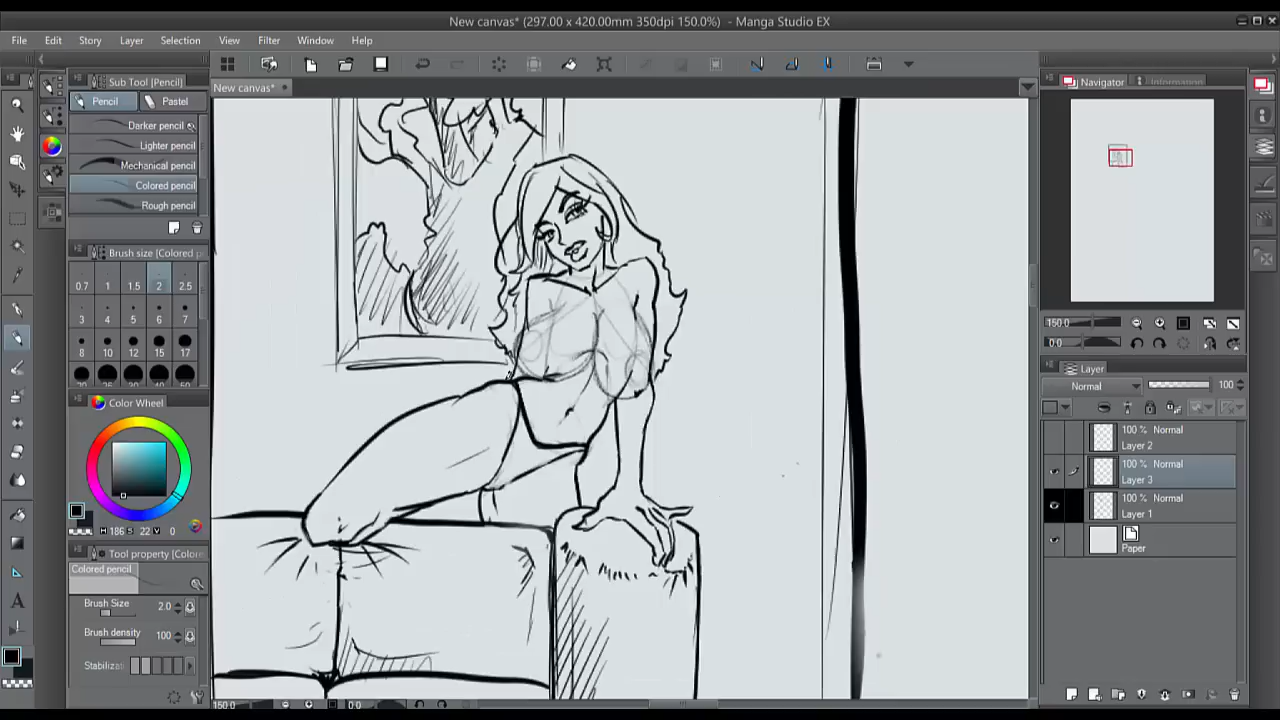 New canvas* (297.00 x 420.00mm 350dpi 150.0%) - Manga Studio EX
File Edit Story Layer Selection View Filter Window Help
Sub Tool [Pencil]
Pencil Pastel
Darker pencil
Lighter pencil
Mechanical pencil
Colored pencil
Rough pencil
Brush size [Colored p
0.7 1 1.5 2 2.5
3 4 5 6 7
8 10 12 15 17
Color Wheel
H 186 S 22 V 0
Tool property [Colore
Colored pencil
Brush Size 2.0
Brush density 100
Stabilizat
New canvas*
150.0 0.0
Navigator Information
150.0
0.0
Layer
Normal 100
100 % Normal
Layer 2
100 % Normal
Layer 3
100 % Normal
Layer 1
Paper